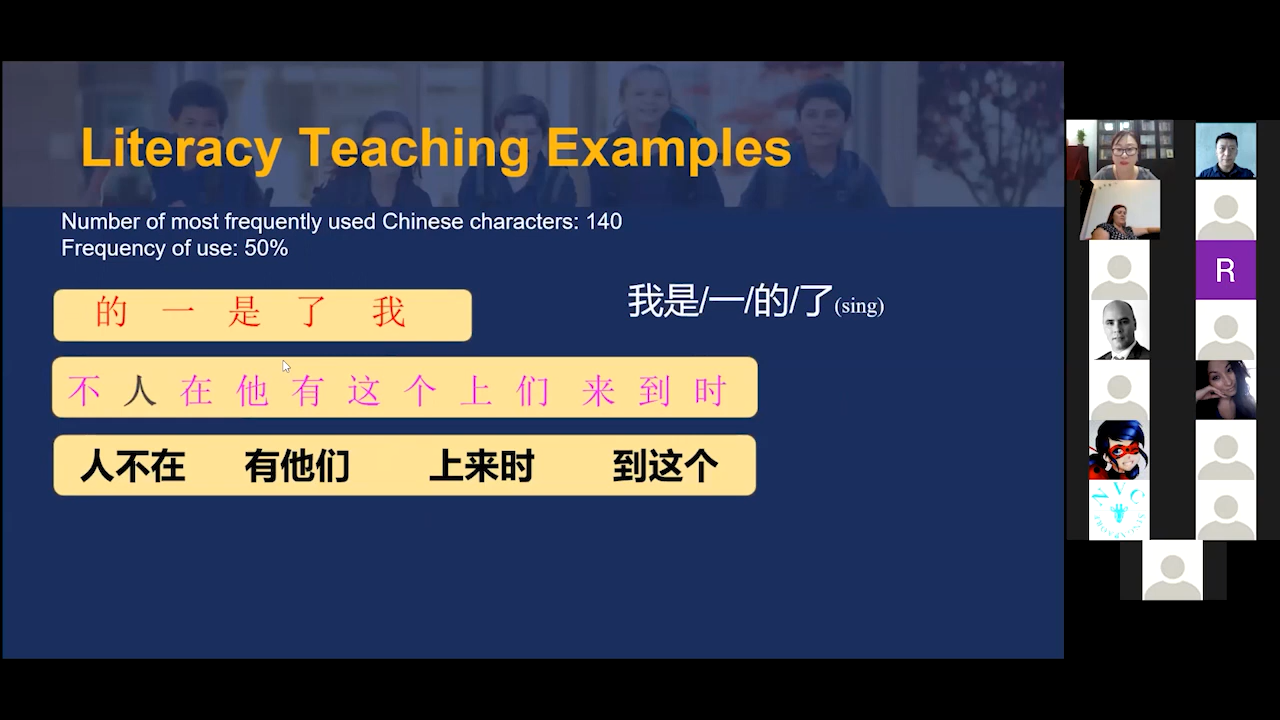 Literacy Teaching Examples
Number of most frequently used Chinese characters: 140
Frequency of use: 50%
的 一 是 了 我
我是/一/的/了(sing)
不 人 在 他 有 这 个 上 们 来 到 时
人不在 有他们 上来时 到这个
R
NVC